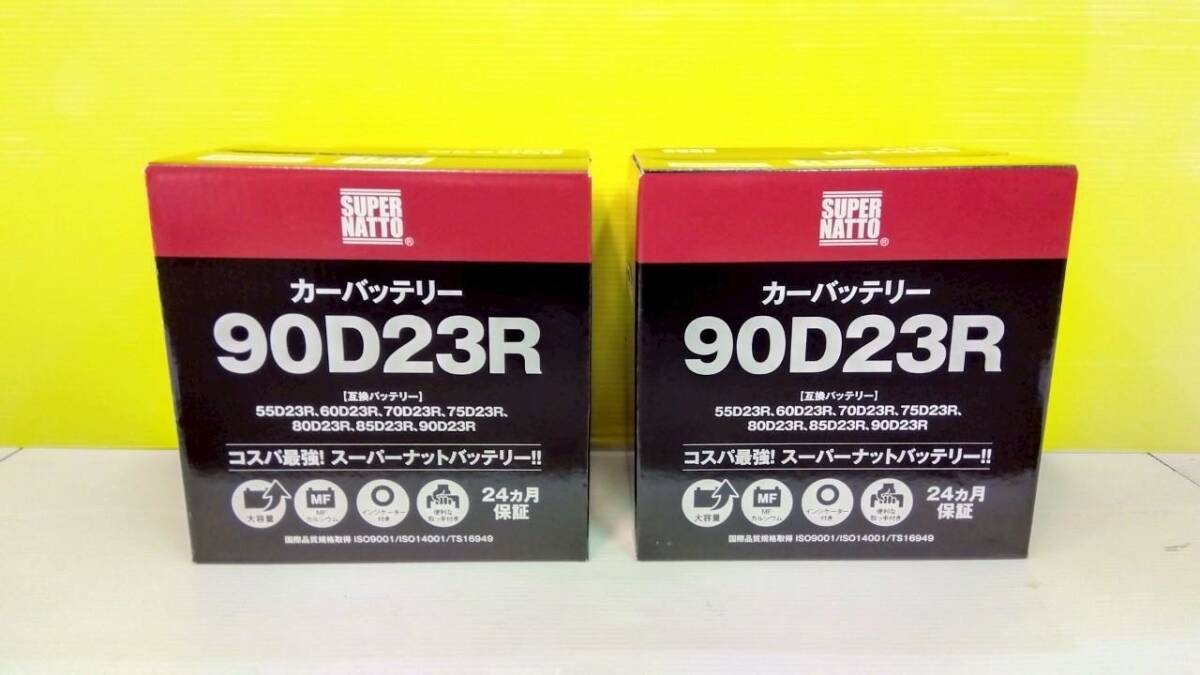 SUPER
NATTO®
カーバッテリー
90D23R
【互換バッテリー】
55D23R、60D23R、70D23R、75D23R、
80D23R、85D23R、90D23R
コスパ最強! スーパーナットバッテリー!!
大容量
MF
MF
カルシウム
インジケーター
付き
便利な
取っ手付き
24ヵ月
保証
国際品質規格取得 ISO9001/ISO14001/TS16949
SUPER
NATTO®
カーバッテリー
90D23R
【互換バッテリー】
55D23R、60D23R、70D23R、75D23R、
80D23R、85D23R、90D23R
コスパ最強! スーパーナットバッテリー!!
大容量
MF
MF
カルシウム
インジケーター
付き
便利な
取っ手付き
24ヵ月
保証
国際品質規格取得 ISO9001/ISO14001/TS16949